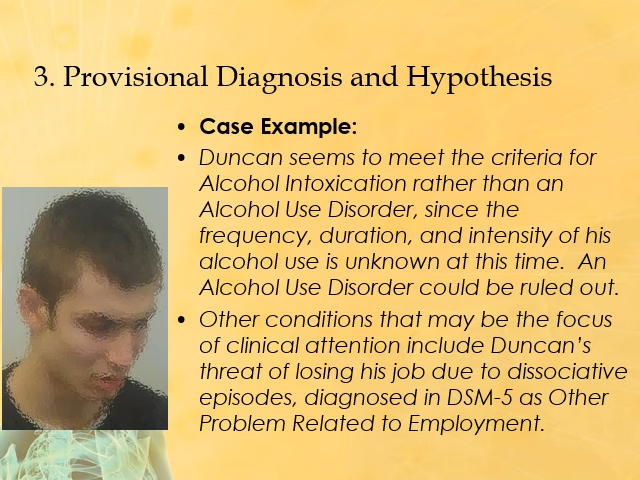 3. Provisional Diagnosis and Hypothesis
• Case Example:
• Duncan seems to meet the criteria for
Alcohol Intoxication rather than an
Alcohol Use Disorder, since the
frequency, duration, and intensity of his
alcohol use is unknown at this time.  An
Alcohol Use Disorder could be ruled out.
• Other conditions that may be the focus
of clinical attention include Duncan’s
threat of losing his job due to dissociative
episodes, diagnosed in DSM-5 as Other
Problem Related to Employment.